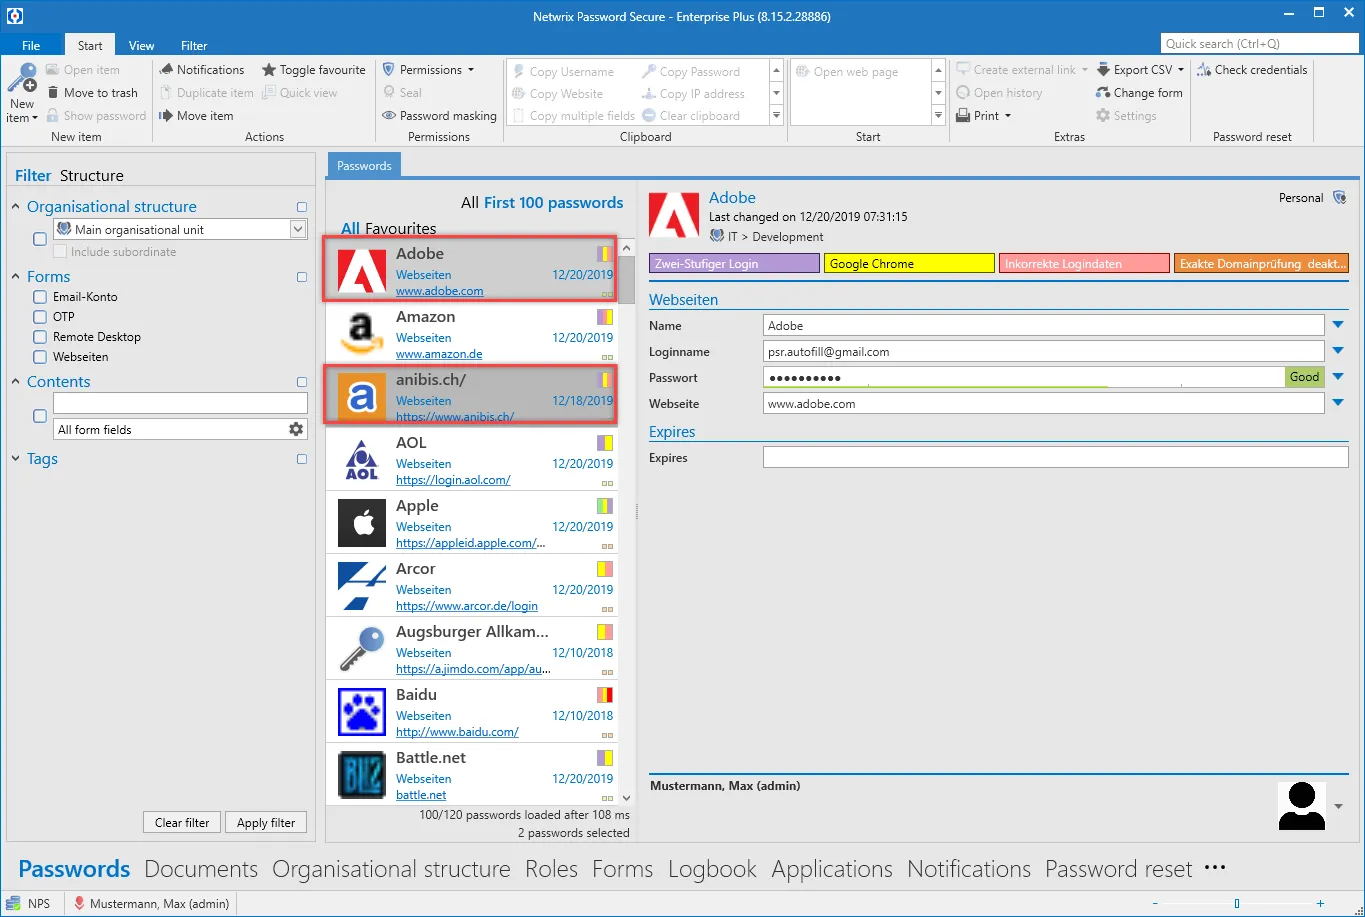 Netwrix Password Secure - Enterprise Plus (8.15.2.28886)
File Start View Filter
Quick search (Ctrl+Q)
New item
Open item
Move to trash
Show password
New item
Notifications
Duplicate item
Move item
Toggle favourite
Quick view
Actions
Permissions
Seal
Password masking
Permissions
Copy Username
Copy Website
Copy multiple fields
Copy Password
Copy IP address
Clear clipboard
Clipboard
Open web page
Start
Create external link
Open history
Print
Export CSV
Change form
Settings
Extras
Check credentials
Password reset
Filter Structure
Organisational structure
Main organisational unit
Include subordinate
Forms
Email-Konto
OTP
Remote Desktop
Webseiten
Contents
All form fields
Tags
Clear filter Apply filter
Passwords
All First 100 passwords
All Favourites
Adobe
Webseiten 12/20/2019
www.adobe.com
Amazon
Webseiten 12/20/2019
www.amazon.de
anibis.ch/
Webseiten 12/18/2019
https://www.anibis.ch/
AOL
AOL
Webseiten 12/20/2019
https://login.aol.com/
Apple
Webseiten 12/20/2019
https://appleid.apple.com/...
Arcor
Webseiten 12/20/2019
https://www.arcor.de/login
Augsburger Allkam...
Webseiten 12/10/2018
https://a.jimdo.com/app/au...
Baidu
Webseiten 12/10/2018
http://www.baidu.com/
Battle.net
Webseiten 12/20/2019
battle.net
100/120 passwords loaded after 108 ms
2 passwords selected
Adobe
Last changed on 12/20/2019 07:31:15
IT > Development
Personal
Zwei-Stufiger Login
Google Chrome
Inkorrekte Logindaten
Exakte Domainprüfung deakt...
Webseiten
Name Adobe
Loginname psr.autofill@gmail.com
Passwort ●●●●●●●●●● Good
Webseite www.adobe.com
Expires
Expires
Mustermann, Max (admin)
Passwords Documents Organisational structure Roles Forms Logbook Applications Notifications Password reset •••
NPS Mustermann, Max (admin)